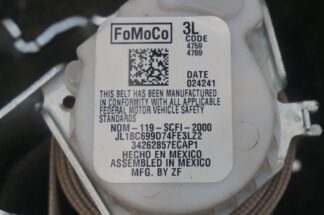 FoMoCo
3L
CODE
4759
4769
DATE
024241
THIS BELT HAS BEEN MANUFACTURED
IN CONFORMITY WITH ALL APPLICABLE
FEDERAL MOTOR VEHICLE SAFETY
STANDARDS
NOM-119-SCFI-2000
JL1BC699D74FE3LZ2
34262857ECAP1
HECHO EN MEXICO
ASSEMBLED IN MEXICO
MFG. BY ZF